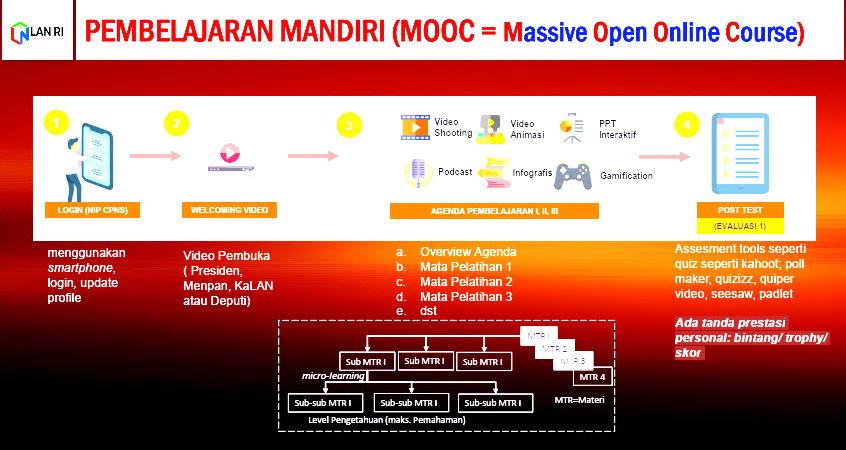 LAN RI
PEMBELAJARAN MANDIRI (MOOC = Massive Open Online Course)
1
2
3
4
Video
Shooting
Video
Animasi
PPT
Interaktif
Podcast
Infografis
Gamification
LOGIN (NIP CPNS)
WELCOMING VIDEO
AGENDA PEMBELAJARAN I, II, III
POST TEST
(EVALUASI 1)
menggunakan
smartphone,
login, update
profile
Video Pembuka
( Presiden,
Menpan, KaLAN
atau Deputi)
a. Overview Agenda
b. Mata Pelatihan 1
c. Mata Pelatihan 2
d. Mata Pelatihan 3
e. dst
Assesment tools seperti
quiz seperti kahoot; poll
maker, quizizz, quiper
video, seesaw, padlet
Ada tanda prestasi
personal: bintang/ trophy/
skor
MTR I
MTR 2
MTR 3
MTR 4
Sub MTR I
Sub MTR I
Sub MTR I
micro-learning
Sub-sub MTR I
Sub-sub MTR I
Sub-sub MTR I
MTR=Materi
Level Pengetahuan (maks. Pemahaman)